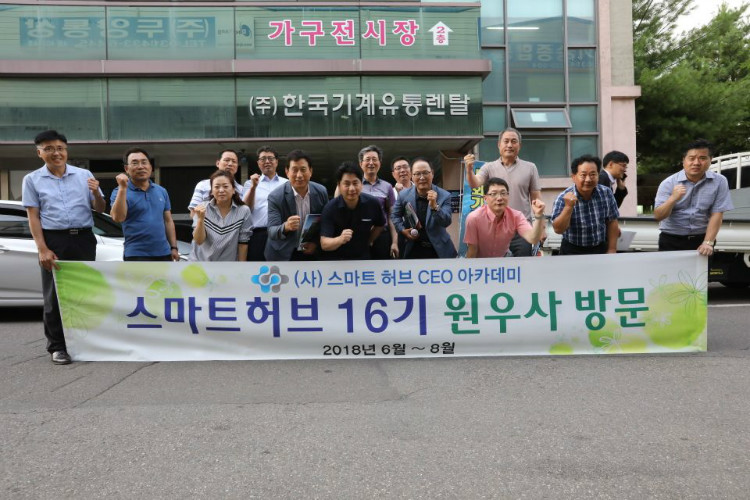 가구전시장 2층
(주)한국기계유통렌탈
(사) 스마트 허브 CEO 아카데미
스마트허브 16기 원우사 방문
2018년 6월 ~ 8월